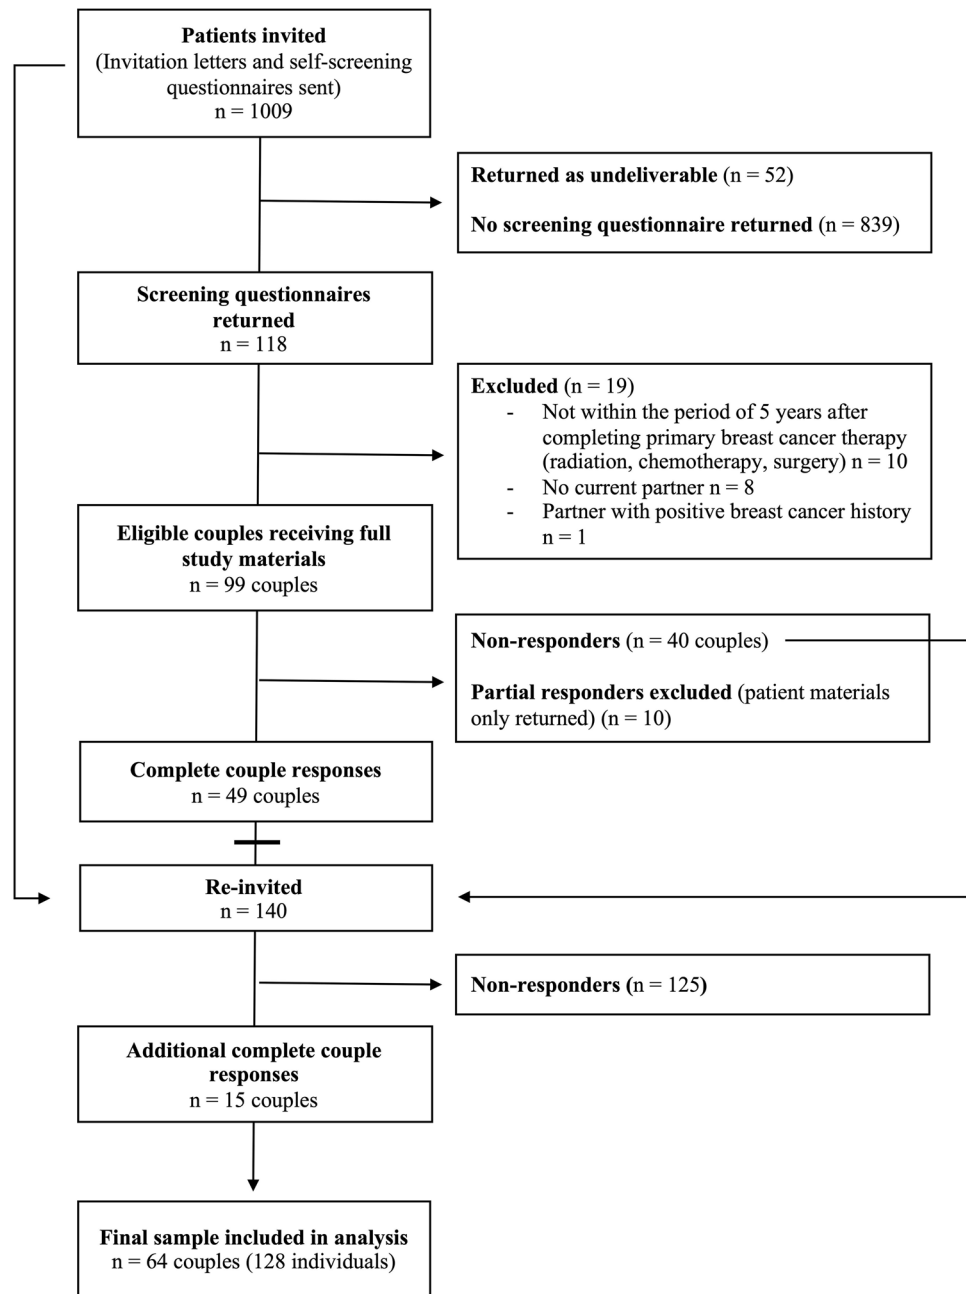 Patients invited
(Invitation letters and self-screening
questionnaires sent)
n = 1009
Returned as undeliverable (n = 52)
No screening questionnaire returned (n = 839)
Screening questionnaires
returned
n = 118
Excluded (n = 19)
- Not within the period of 5 years after
completing primary breast cancer therapy
(radiation, chemotherapy, surgery) n = 10
- No current partner n = 8
- Partner with positive breast cancer history
n = 1
Eligible couples receiving full
study materials
n = 99 couples
Non-responders (n = 40 couples)
Partial responders excluded (patient materials
only returned) (n = 10)
Complete couple responses
n = 49 couples
Re-invited
n = 140
Non-responders (n = 125)
Additional complete couple
responses
n = 15 couples
Final sample included in analysis
n = 64 couples (128 individuals)